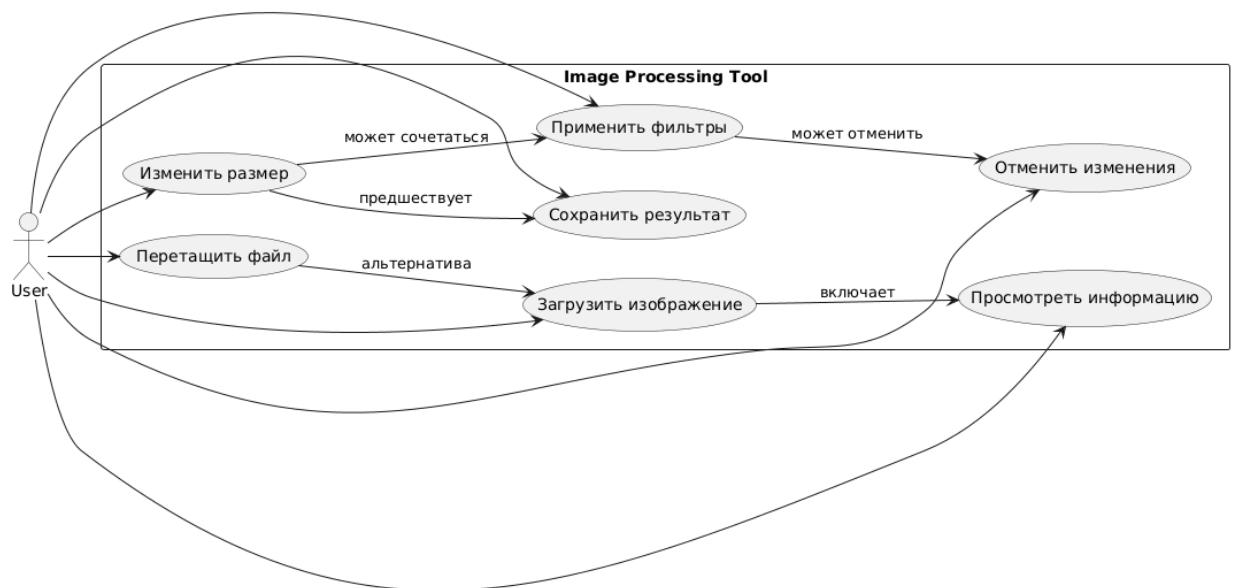 Image Processing Tool
Применить фильтры
может сочетаться
может отменить
Изменить размер
Отменить изменения
предшествует
Сохранить результат
Перетащить файл
альтернатива
User
Загрузить изображение
включает
Просмотреть информацию